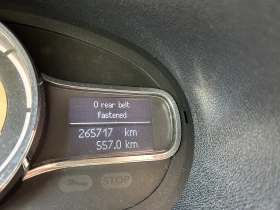 0 rear belt
fastened
265717 km
557.0 km
STOP